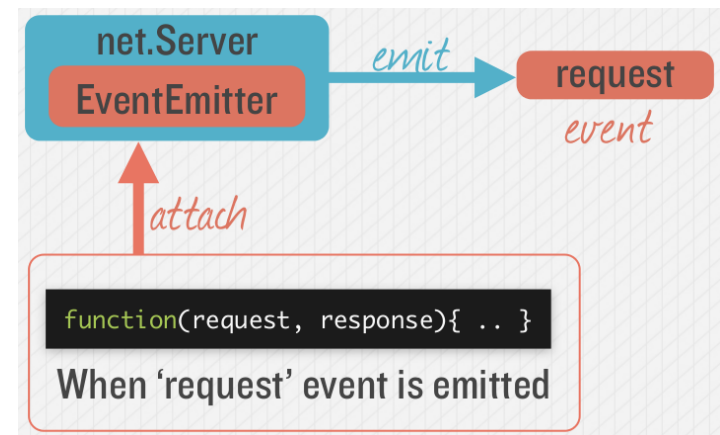 net.Server
emit
request
EventEmitter
event
attach
function(request, response){ .. }
When ‘request’ event is emitted